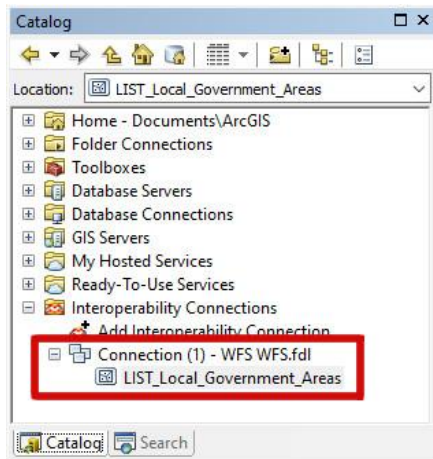 Catalog
Location: LIST_Local_Government_Areas
Home - Documents\ArcGIS
Folder Connections
Toolboxes
Database Servers
Database Connections
GIS Servers
My Hosted Services
Ready-To-Use Services
Interoperability Connections
Add Interoperability Connection
Connection (1) - WFS WFS.fdl
LIST_Local_Government_Areas
Catalog Search